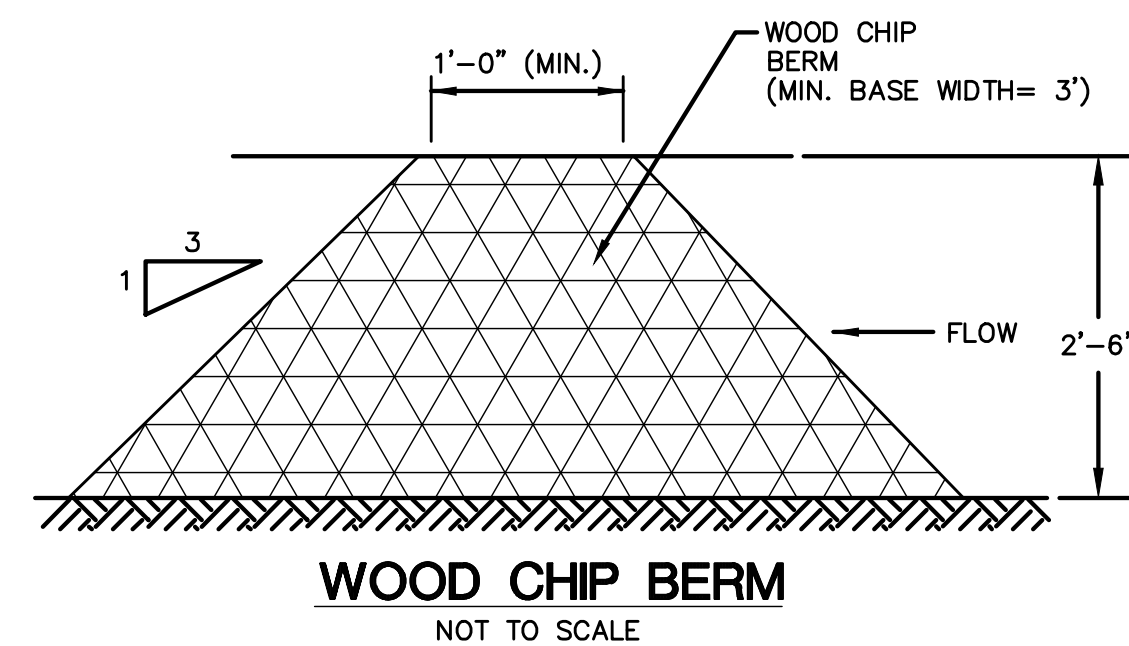 WOOD CHIP
BERM
(MIN. BASE WIDTH= 3')
1'-0" (MIN.)
3
1
FLOW
2'-6'
WOOD CHIP BERM
NOT TO SCALE